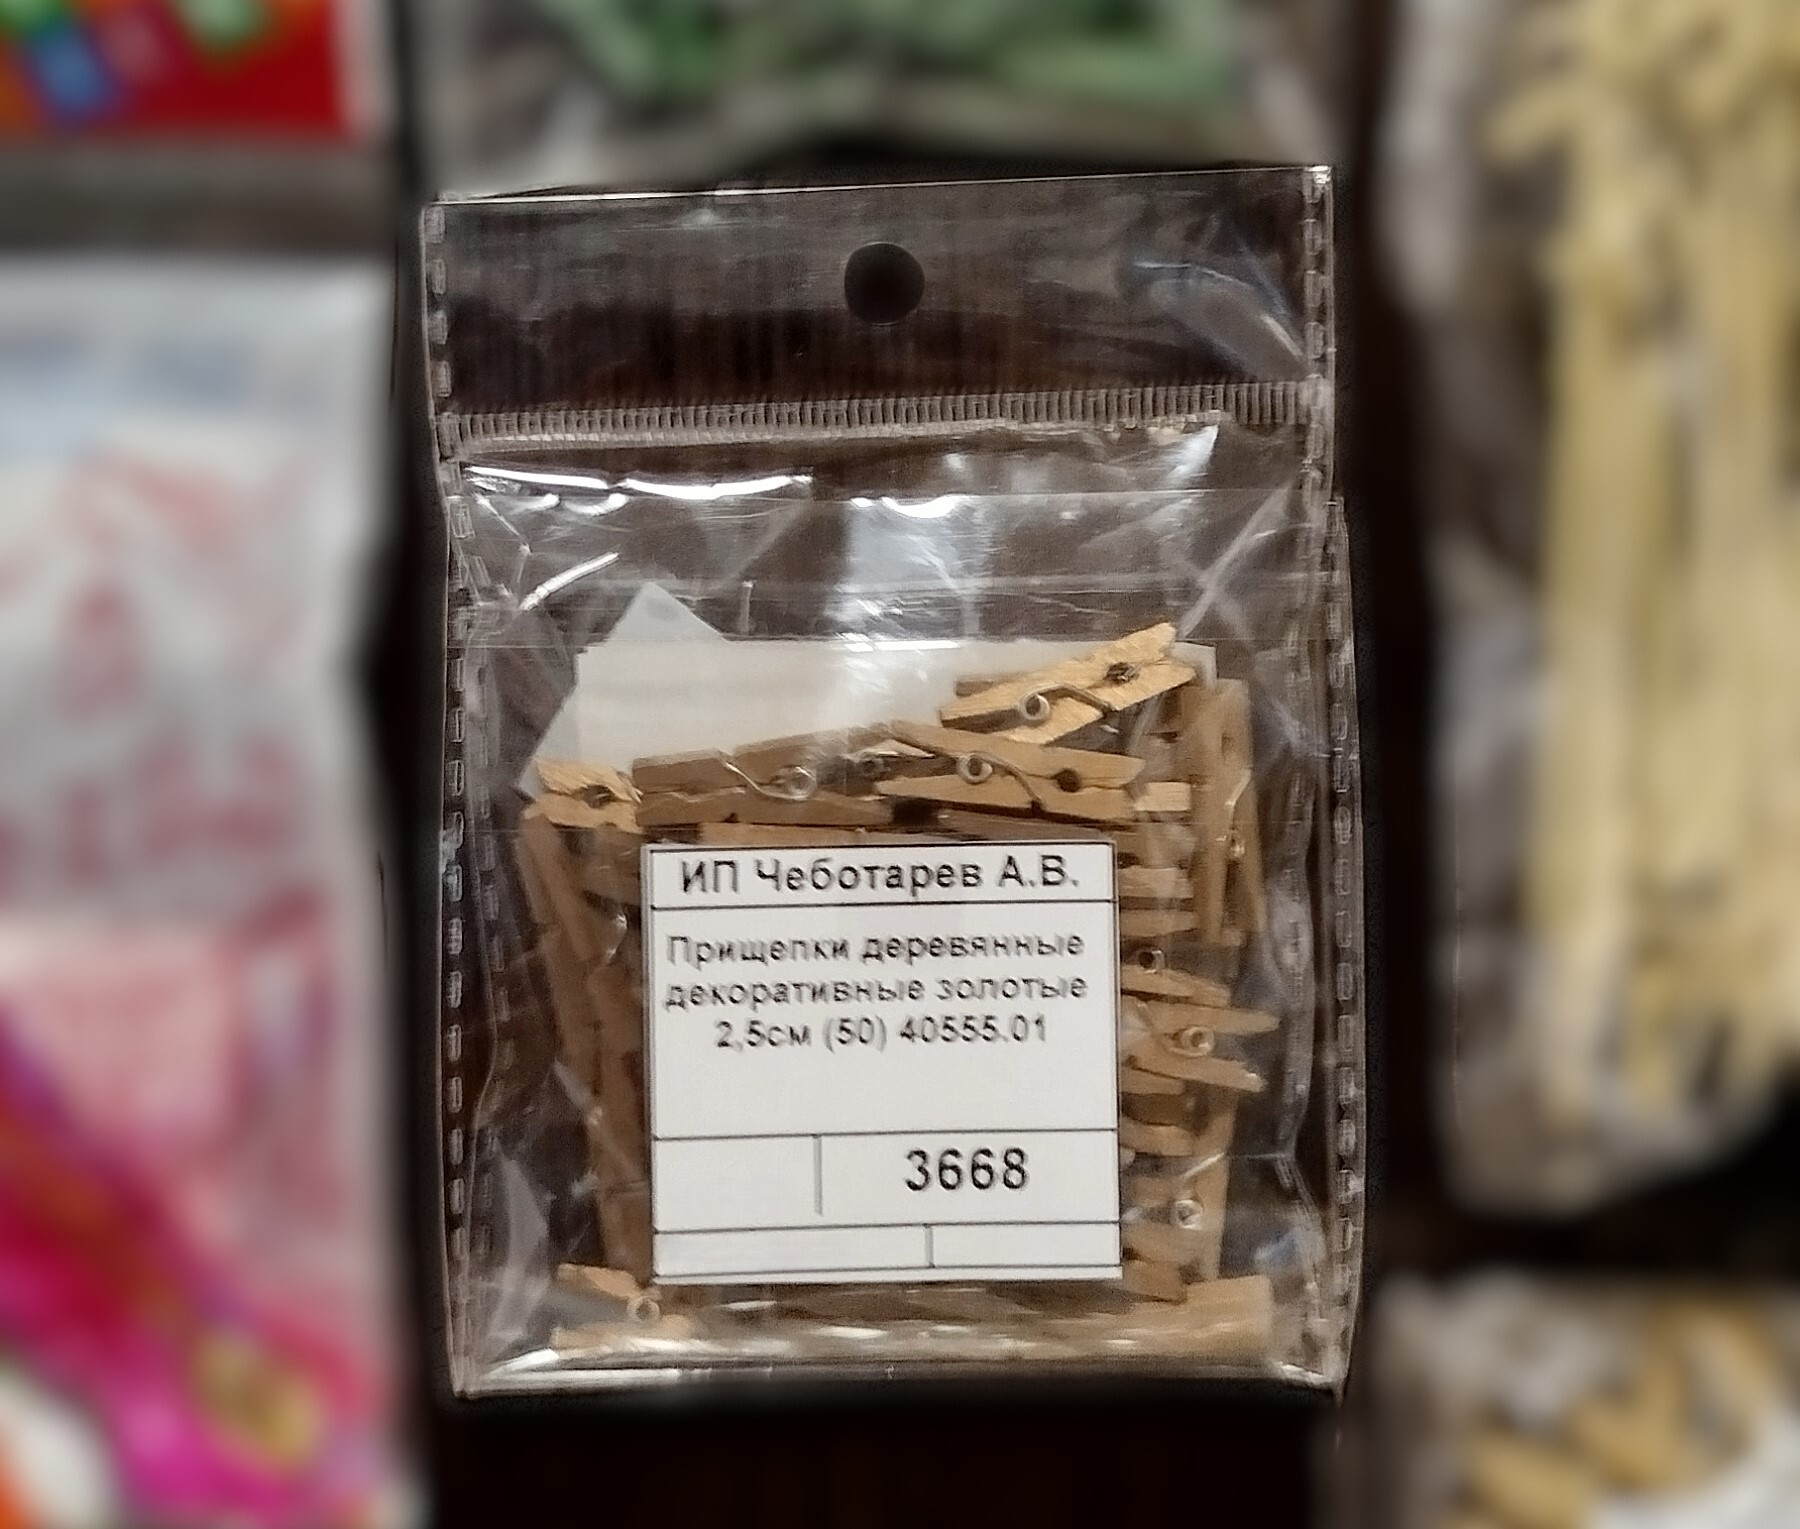 ИП Чеботарев А.В.
Прищепки деревянные
декоративные золотые
2,5см (50) 40555.01
3668